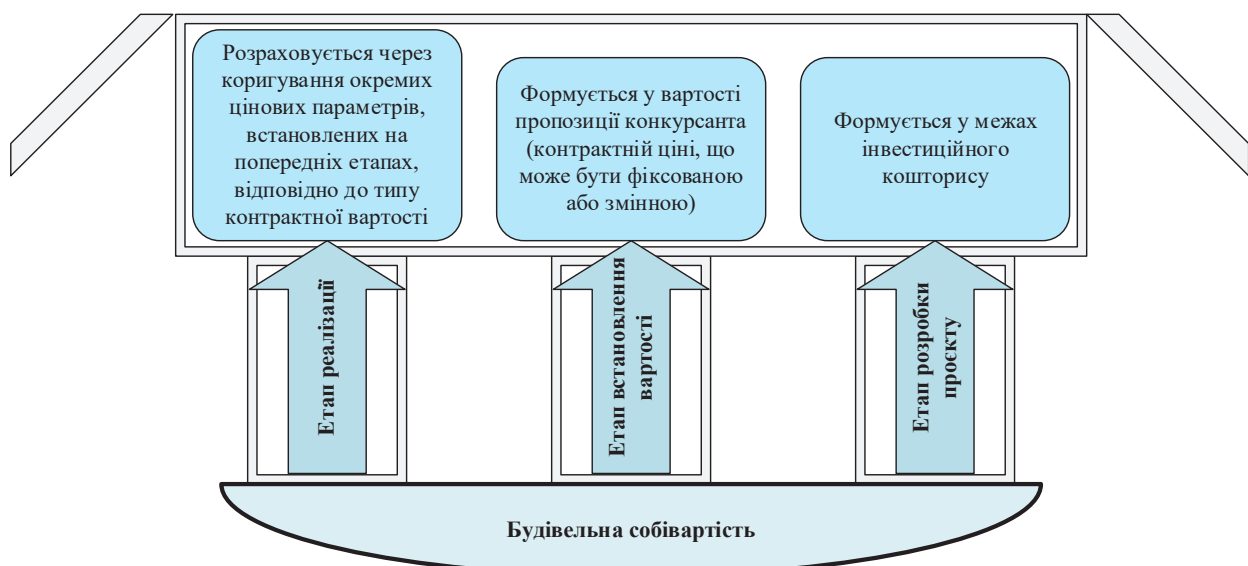 Розраховується через
коригування окремих
цінових параметрів,
встановлених на
попередніх етапах,
відповідно до типу
контрактної вартості
Формується у вартості
пропозиції конкурсанта
(контрактній ціні, що
може бути фіксованою
або змінною)
Формується у межах
інвестиційного
кошторису
Етап реалізації
Етап встановлення
вартості
Етап розробки
проєкту
Будівельна собівартість